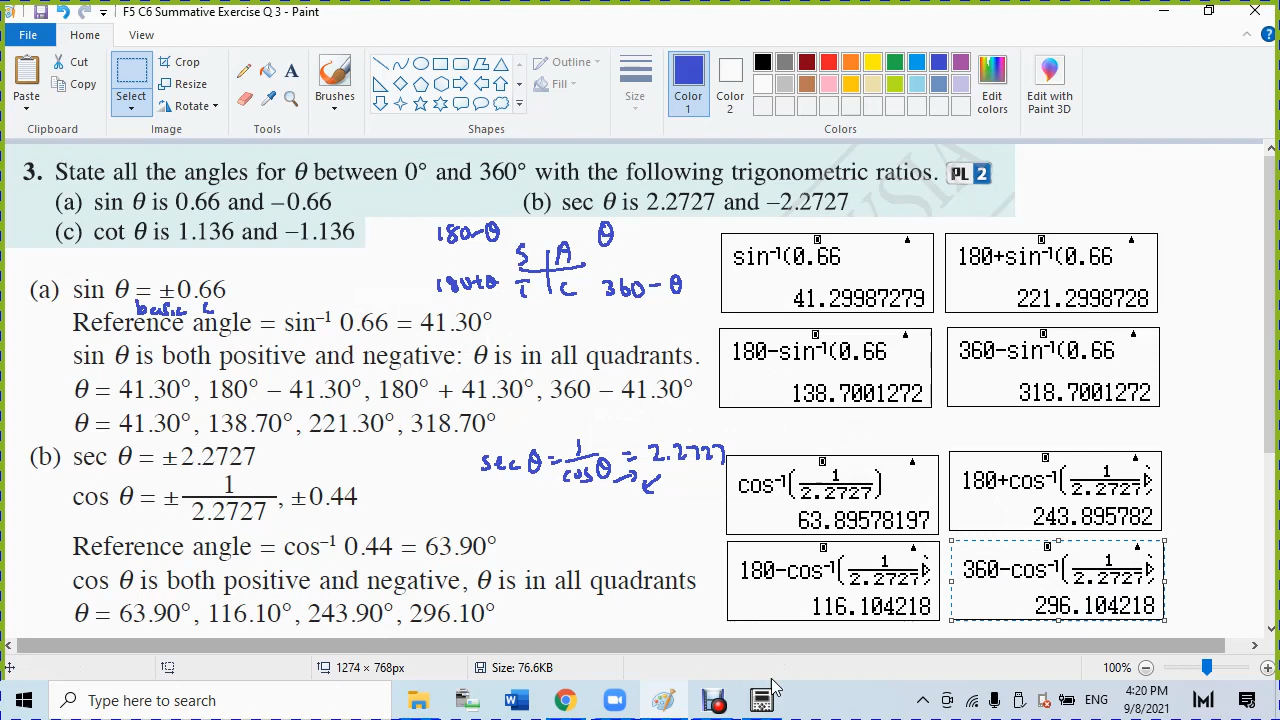 F5 C6 Summative Exercise Q 3 - Paint
File Home View
Paste Cut Copy Clipboard
Select Crop Resize Rotate Image
Tools
Brushes
Shapes Outline Fill
Size
Color 1 Color 2 Edit colors Edit with Paint 3D
Colors
3. State all the angles for θ between 0° and 360° with the following trigonometric ratios. PL 2
(a) sin θ is 0.66 and −0.66 (b) sec θ is 2.2727 and −2.2727
(c) cot θ is 1.136 and −1.136
180-θ S A θ
180+θ T C 360-θ
(a) sin θ = ±0.66
basic ∠
Reference angle = sin⁻¹ 0.66 = 41.30°
sin θ is both positive and negative: θ is in all quadrants.
θ = 41.30°, 180° − 41.30°, 180° + 41.30°, 360 − 41.30°
θ = 41.30°, 138.70°, 221.30°, 318.70°
(b) sec θ = ±2.2727
cos θ = ± 1/2.2727, ±0.44
Reference angle = cos⁻¹ 0.44 = 63.90°
cos θ is both positive and negative, θ is in all quadrants
θ = 63.90°, 116.10°, 243.90°, 296.10°
sec θ = 1/cos θ = 2.2727
sin⁻¹(0.66
41.29987279
180+sin⁻¹(0.66
221.2998728
180−sin⁻¹(0.66
138.7001272
360−sin⁻¹(0.66
318.7001272
cos⁻¹(1/2.2727)
63.89578197
180+cos⁻¹(1/2.2727
243.895782
180−cos⁻¹(1/2.2727
116.104218
360−cos⁻¹(1/2.2727
296.104218
1274 × 768px Size: 76.6KB 100%
Type here to search
ENG
4:20 PM
9/8/2021